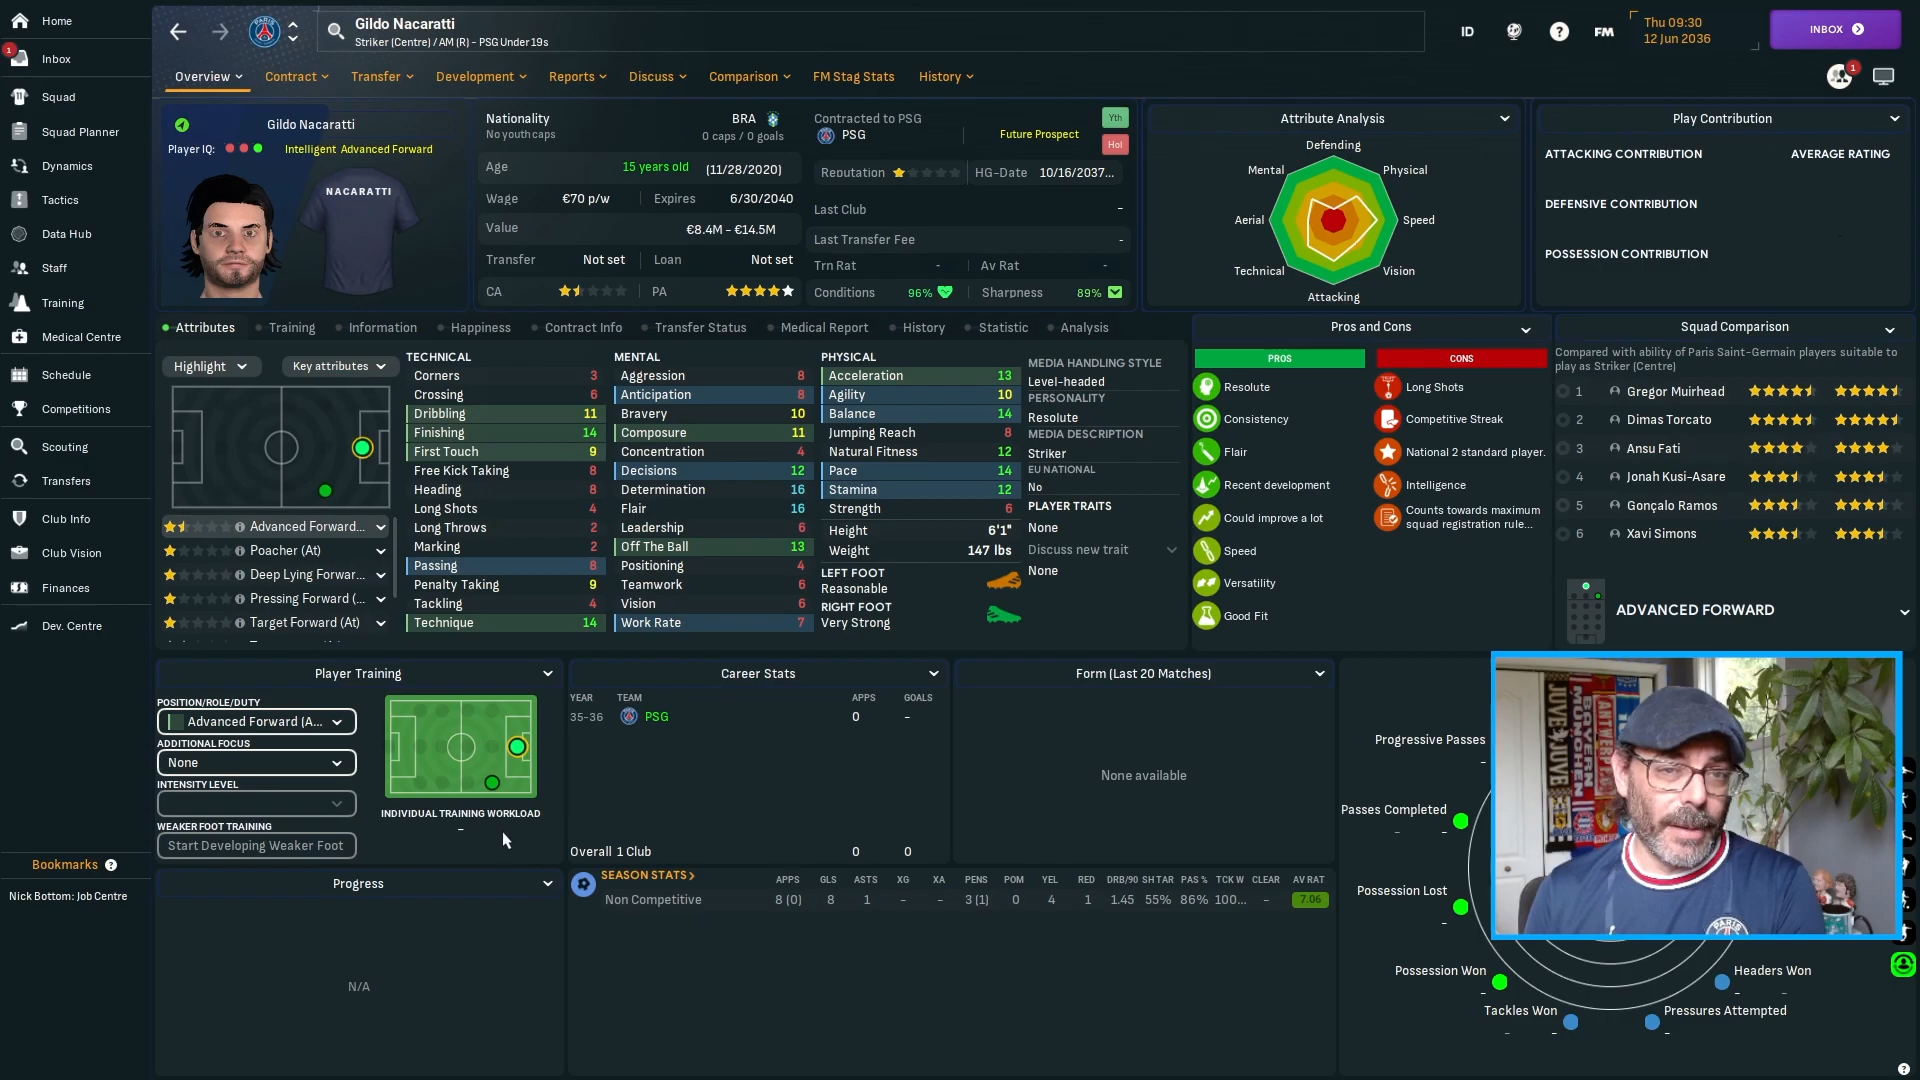 Home
1
Inbox
Squad
Squad Planner
Dynamics
Tactics
Data Hub
Staff
Training
Medical Centre
Schedule
Competitions
Scouting
Transfers
Club Info
Club Vision
Finances
Dev. Centre
Bookmarks ?
Nick Bottom: Job Centre
PARIS
Gildo Nacaratti
Striker (Centre) / AM (R) - PSG Under19s
ID
?
FM
Thu 09:30
12 Jun 2036
INBOX
Overview
Contract
Transfer
Development
Reports
Discuss
Comparison
FM Stag Stats
History
1
Gildo Nacaratti
Player IQ:
Intelligent Advanced Forward
NACARATTI
Nationality
BRA
No youth caps
0 caps / 0 goals
Age
15 years old
(11/28/2020)
Wage
€70 p/w
Expires
6/30/2040
Value
€8.4M - €14.5M
Transfer
Not set
Loan
Not set
CA
PA
Contracted to PSG
PSG
Future Prospect
Yth
Hol
Reputation
HG-Date
10/16/2037...
Last Club
-
Last Transfer Fee
-
Trn Rat
-
Av Rat
-
Conditions
96%
Sharpness
89%
Attribute Analysis
Defending
Mental
Physical
Aerial
Speed
Technical
Vision
Attacking
Play Contribution
ATTACKING CONTRIBUTION
AVERAGE RATING
DEFENSIVE CONTRIBUTION
POSSESSION CONTRIBUTION
Attributes
Training
Information
Happiness
Contract Info
Transfer Status
Medical Report
History
Statistic
Analysis
Highlight
Key attributes
Advanced Forward...
Poacher (At)
Deep Lying Forwar...
Pressing Forward (...
Target Forward (At)
TECHNICAL
Corners 3
Crossing 6
Dribbling 11
Finishing 14
First Touch 9
Free Kick Taking 8
Heading 8
Long Shots 4
Long Throws 2
Marking 2
Passing 8
Penalty Taking 9
Tackling 4
Technique 14
MENTAL
Aggression 8
Anticipation 8
Bravery 10
Composure 11
Concentration 4
Decisions 12
Determination 16
Flair 16
Leadership 6
Off The Ball 13
Positioning 4
Teamwork 6
Vision 6
Work Rate 7
PHYSICAL
Acceleration 13
Agility 10
Balance 14
Jumping Reach 8
Natural Fitness 12
Pace 14
Stamina 12
Strength 6
Height 6'1"
Weight 147 lbs
LEFT FOOT
Reasonable
RIGHT FOOT
Very Strong
MEDIA HANDLING STYLE
Level-headed
PERSONALITY
Resolute
MEDIA DESCRIPTION
Striker
EU NATIONAL
No
PLAYER TRAITS
None
Discuss new trait
None
Pros and Cons
PROS
CONS
Resolute
Consistency
Flair
Recent development
Could improve a lot
Speed
Versatility
Good Fit
Long Shots
Competitive Streak
National 2 standard player.
Intelligence
Counts towards maximum
squad registration rule...
Squad Comparison
Compared with ability of Paris Saint-Germain players suitable to
play as Striker (Centre)
1 Gregor Muirhead
2 Dimas Torcato
3 Ansu Fati
4 Jonah Kusi-Asare
5 Gonçalo Ramos
6 Xavi Simons
ADVANCED FORWARD
Player Training
POSITION/ROLE/DUTY
Advanced Forward (A...
ADDITIONAL FOCUS
None
INTENSITY LEVEL
WEAKER FOOT TRAINING
Start Developing Weaker Foot
INDIVIDUAL TRAINING WORKLOAD
-
Progress
N/A
Career Stats
YEAR TEAM APPS GOALS
35-36 PSG 0 -
Overall 1 Club 0 0
Form (Last 20 Matches)
None available
SEASON STATS
APPS GLS ASTS XG XA PENS POM YEL RED DRB/90 SH TAR PAS % TCK W CLEAR AV RAT
Non Competitive 8 (0) 8 1 - - 3 (1) 0 4 1 1.45 55% 86% 100... - 7.06
Progressive Passes
-
Passes Completed
-
Possession Lost
-
Possession Won
-
Tackles Won
-
Headers Won
-
Pressures Attempted
-
JUVE JUVE
BAYERN
MÜNCHEN
ANTWERP
PARIS
?